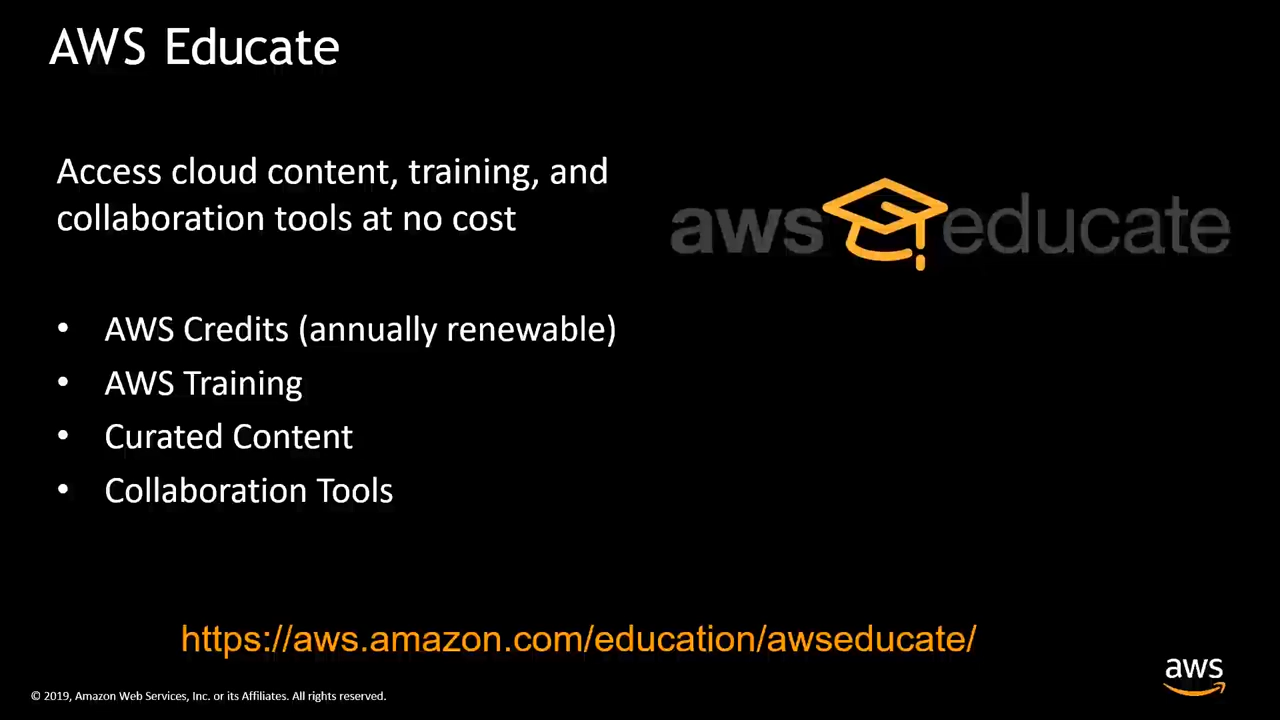 AWS Educate
Access cloud content, training, and
collaboration tools at no cost
aws educate
• AWS Credits (annually renewable)
• AWS Training
• Curated Content
• Collaboration Tools
https://aws.amazon.com/education/awseducate/
aws
© 2019, Amazon Web Services, Inc. or its Affiliates. All rights reserved.